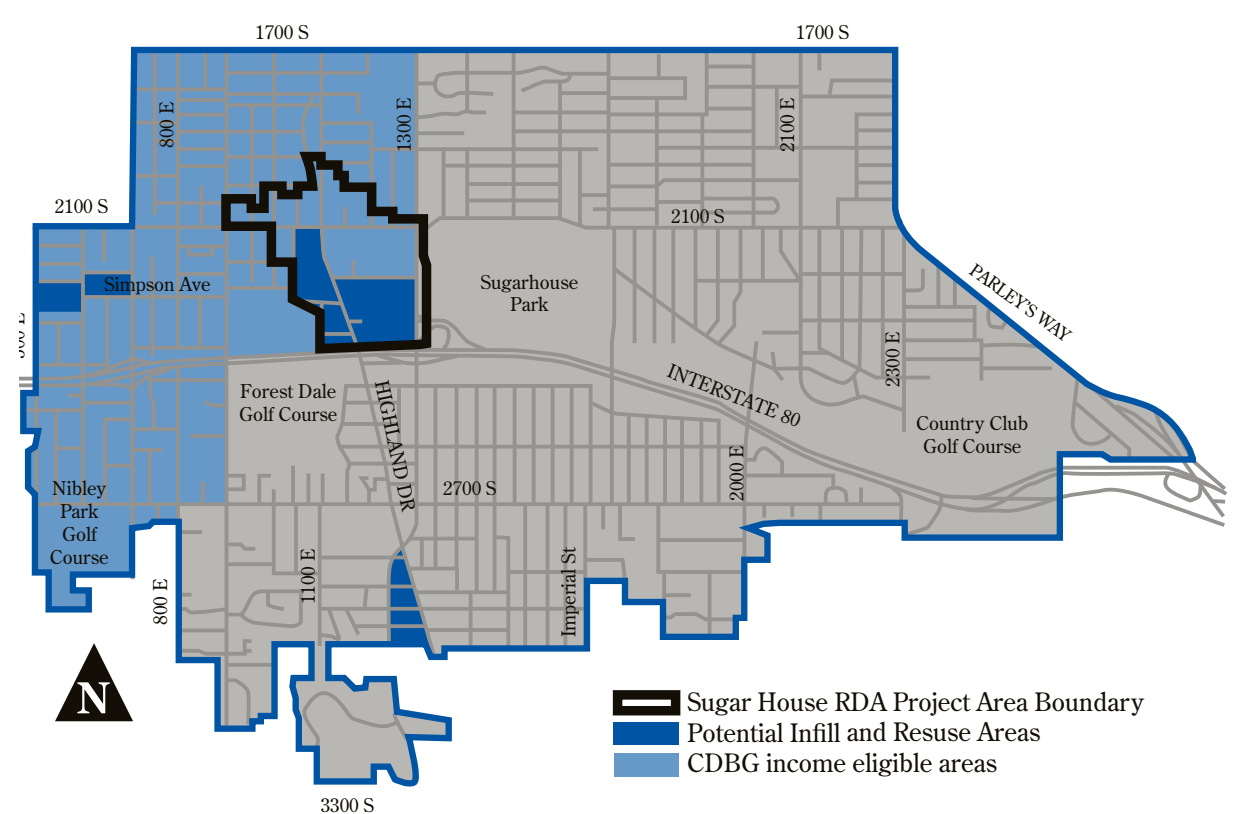 1700 S
1700 S
800 E
1300 E
2100 E
2100 S
2100 S
Simpson Ave
Sugarhouse
Park
PARLEY'S WAY
2300 E
INTERSTATE 80
Forest Dale
Golf Course
HIGHLAND DR
Country Club
Golf Course
2000 E
2700 S
Nibley
Park
Golf
Course
800 E
1100 E
Imperial St
N
Sugar House RDA Project Area Boundary
Potential Infill and Resuse Areas
CDBG income eligible areas
3300 S